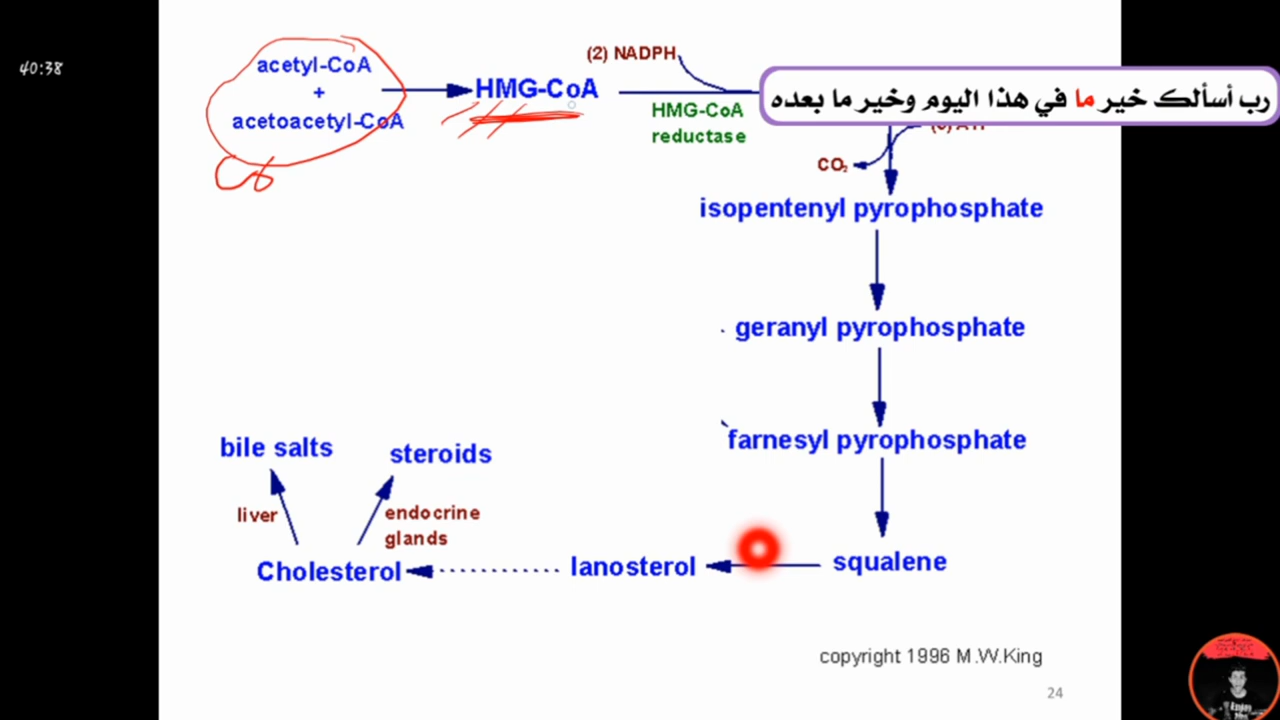 40:38
acetyl-CoA
+
acetoacetyl-CoA
HMG-CoA
(2) NADPH
HMG-CoA
reductase
رب أسألك خير ما في هذا اليوم وخير ما بعده
CO₂
isopentenyl pyrophosphate
geranyl pyrophosphate
farnesyl pyrophosphate
bile salts
steroids
liver
endocrine
glands
Cholesterol
lanosterol
squalene
copyright 1996 M.W.King
24